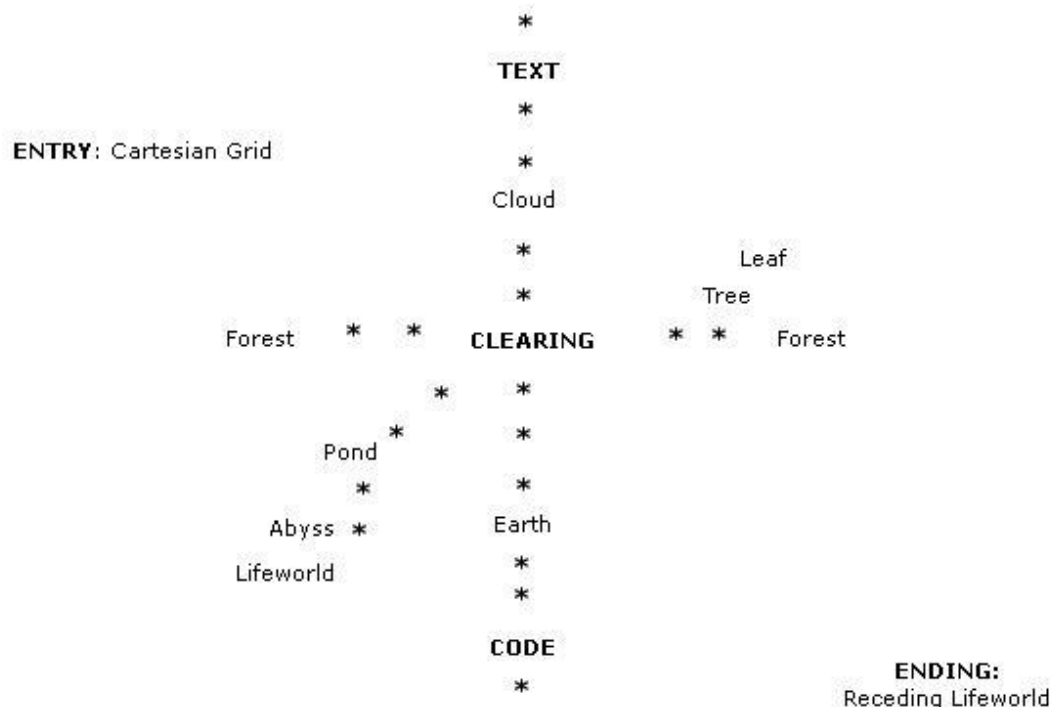 *
TEXT
*
ENTRY: Cartesian Grid
*
Cloud
*
Leaf
*
Tree
Forest * * CLEARING * * Forest
* *
* *
Pond
* *
Abyss * Earth
*
Lifeworld
*
CODE
*
ENDING:
Receding Lifeworld